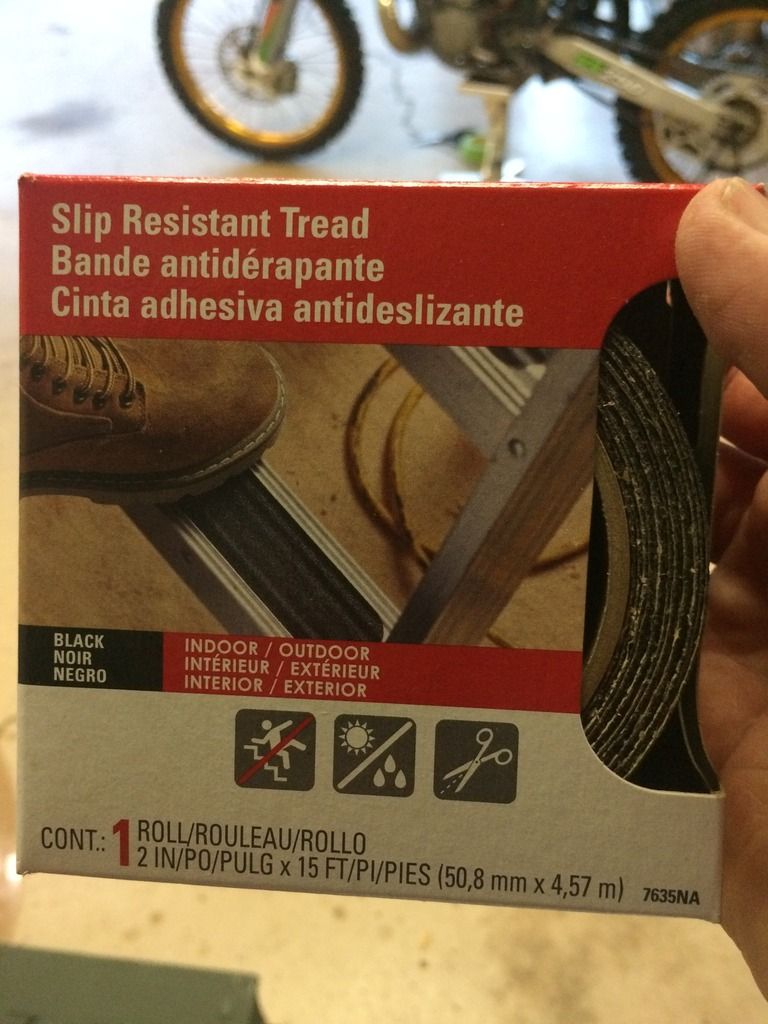 Slip Resistant Tread
Bande antidérapante
Cinta adhesiva antideslizante
BLACK
NOIR
NEGRO
INDOOR / OUTDOOR
INTÉRIEUR / EXTÉRIEUR
INTERIOR / EXTERIOR
CONT.: 1 ROLL/ROULEAU/ROLLO
2 IN/PO/PULG x 15 FT/PI/PIES (50,8 mm x 4,57 m) 7635NA